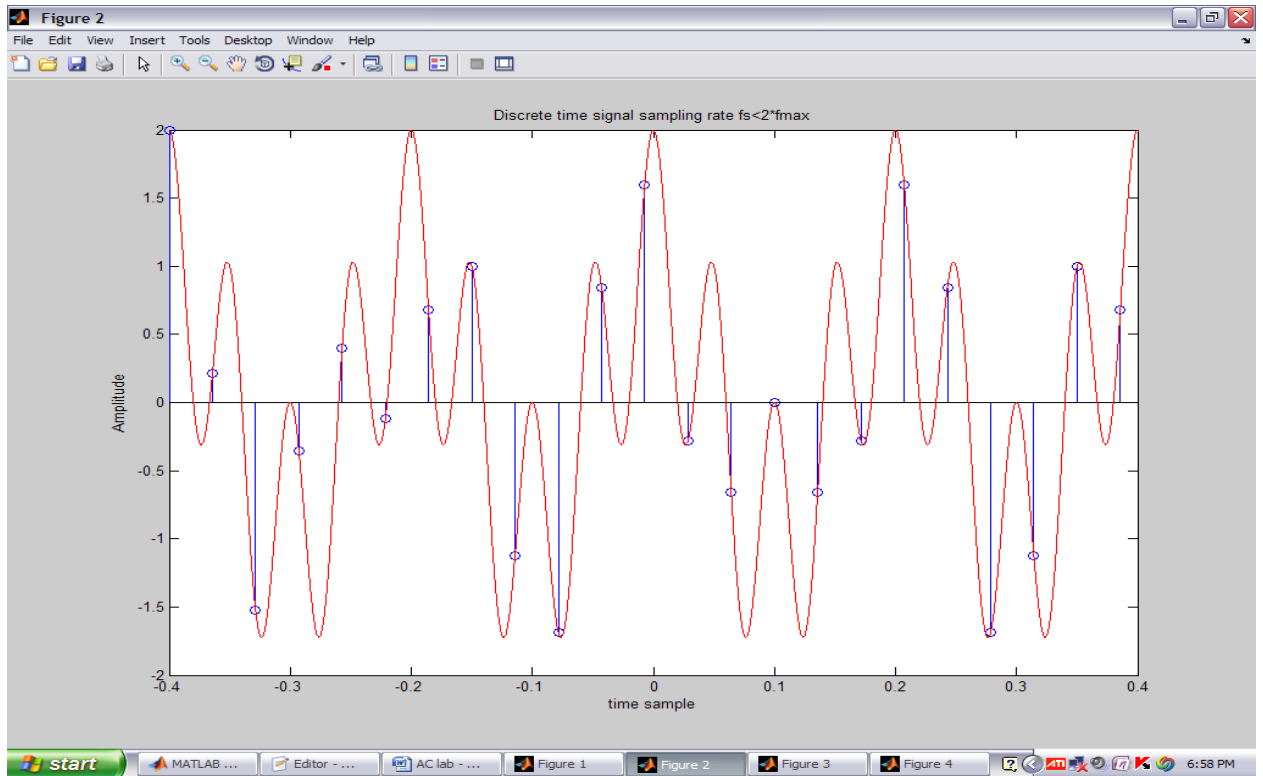 Figure 2
File Edit View Insert Tools Desktop Window Help
Discrete time signal sampling rate fs<2*fmax
2
1.5
1
0.5
0
-0.5
-1
-1.5
-2
Amplitude
-0.4 -0.3 -0.2 -0.1 0 0.1 0.2 0.3 0.4
time sample
start MATLAB ... Editor - ... AC lab - ... Figure 1 Figure 2 Figure 3 Figure 4 ATI 6:58 PM